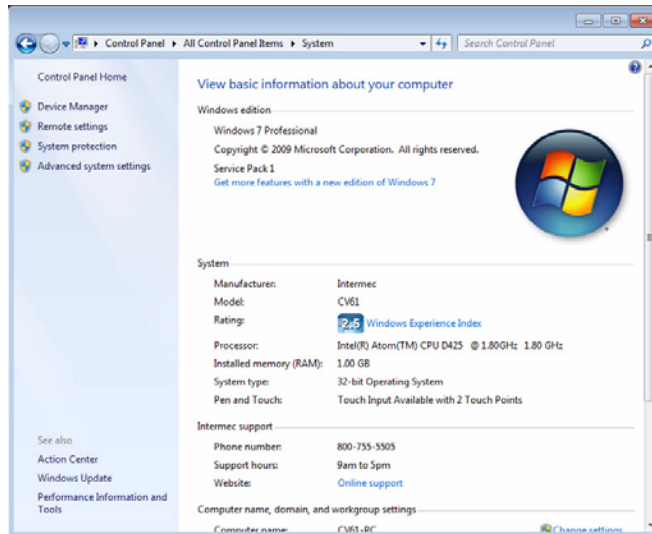 Control Panel ▸ All Control Panel Items ▸ System
Search Control Panel
Control Panel Home
Device Manager
Remote settings
System protection
Advanced system settings
See also
Action Center
Windows Update
Performance Information and
Tools
View basic information about your computer
Windows edition
Windows 7 Professional
Copyright © 2009 Microsoft Corporation. All rights reserved.
Service Pack 1
Get more features with a new edition of Windows 7
System
Manufacturer: Intermec
Model: CV61
Rating: 2.5 Windows Experience Index
Processor: Intel(R) Atom(TM) CPU D425 @ 1.80GHz 1.80 GHz
Installed memory (RAM): 1.00 GB
System type: 32-bit Operating System
Pen and Touch: Touch Input Available with 2 Touch Points
Intermec support
Phone number: 800-755-5505
Support hours: 9am to 5pm
Website: Online support
Computer name, domain, and workgroup settings
Computer name: CV61-PC Change settings